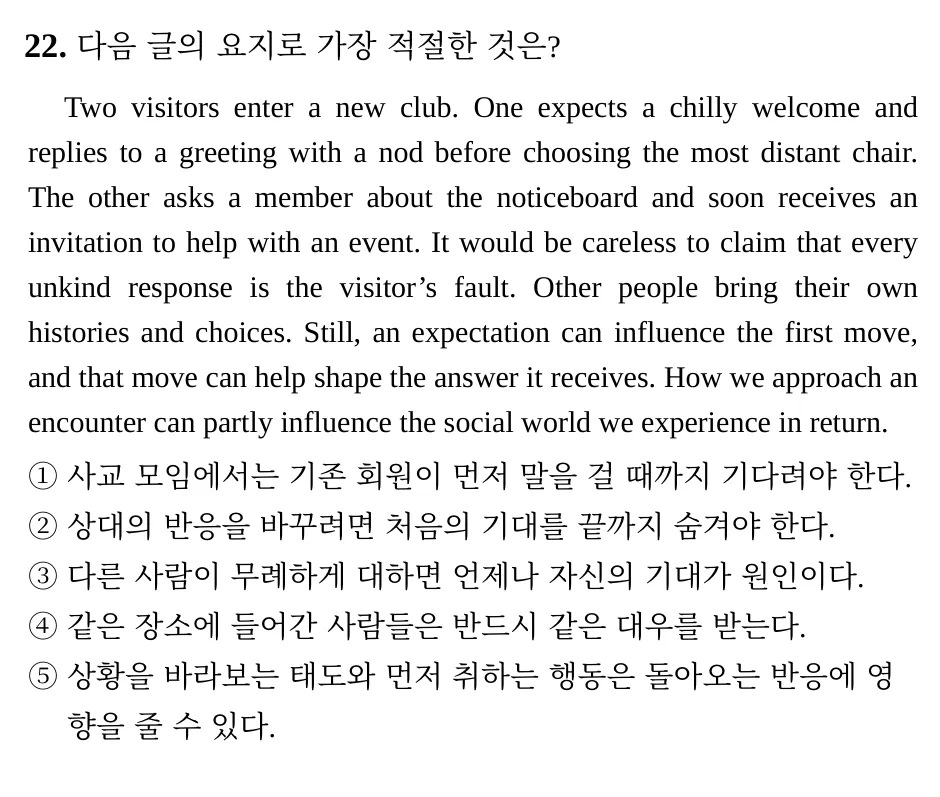 22. 다음 글의 요지로 가장 적절한 것은?
Two visitors enter a new club. One expects a chilly welcome and
replies to a greeting with a nod before choosing the most distant chair.
The other asks a member about the noticeboard and soon receives an
invitation to help with an event. It would be careless to claim that every
unkind response is the visitor’s fault. Other people bring their own
histories and choices. Still, an expectation can influence the first move,
and that move can help shape the answer it receives. How we approach an
encounter can partly influence the social world we experience in return.
① 사교 모임에서는 기존 회원이 먼저 말을 걸 때까지 기다려야 한다.
② 상대의 반응을 바꾸려면 처음의 기대를 끝까지 숨겨야 한다.
③ 다른 사람이 무례하게 대하면 언제나 자신의 기대가 원인이다.
④ 같은 장소에 들어간 사람들은 반드시 같은 대우를 받는다.
⑤ 상황을 바라보는 태도와 먼저 취하는 행동은 돌아오는 반응에 영
향을 줄 수 있다.